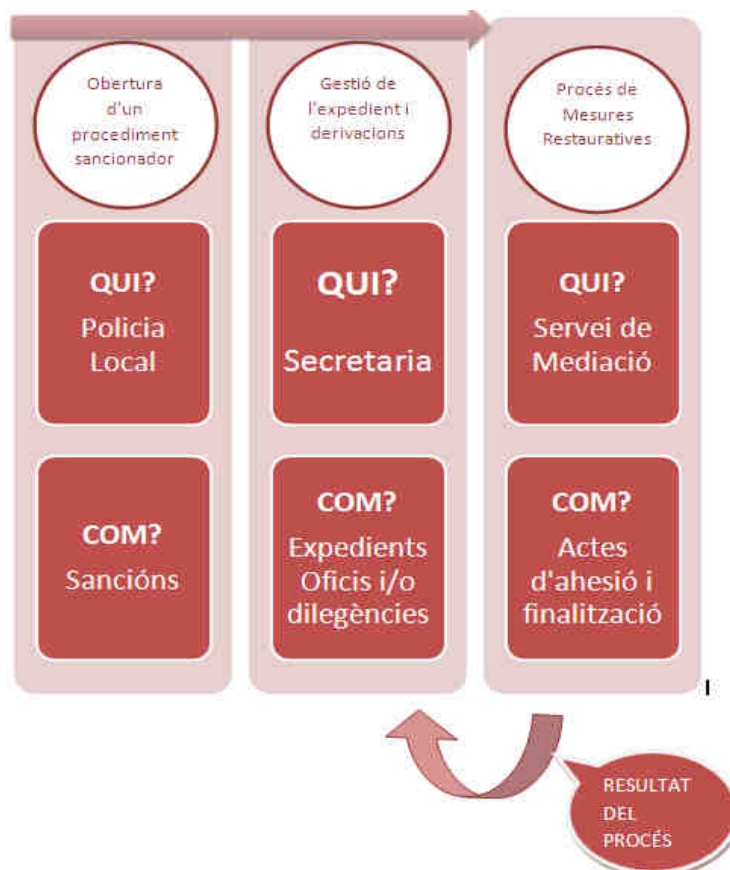 Obertura
d'un
procediment
sancionador
QUI?
Policia
Local
COM?
Sancións
Gestió de
l'expedient i
derivacions
QUI?
Secretaria
COM?
Expedients
Oficis i/o
dilegències
Procés de
Mesures
Restauratives
QUI?
Servei de
Mediació
COM?
Actes
d'ahesió i
finalització
RESULTAT
DEL
PROCÉS